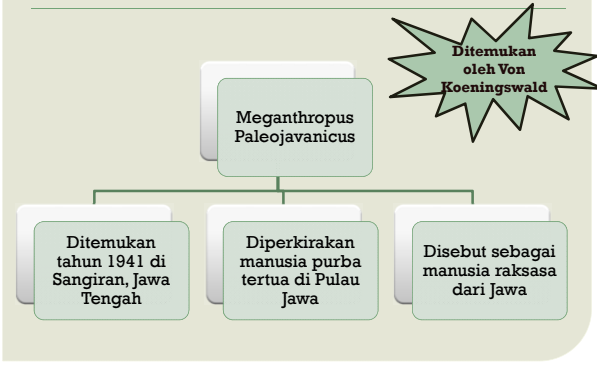 Ditemukan
oleh Von
Koeningswald
Meganthropus
Paleojavanicus
Ditemukan
tahun 1941 di
Sangiran, Jawa
Tengah
Diperkirakan
manusia purba
tertua di Pulau
Jawa
Disebut sebagai
manusia raksasa
dari Jawa